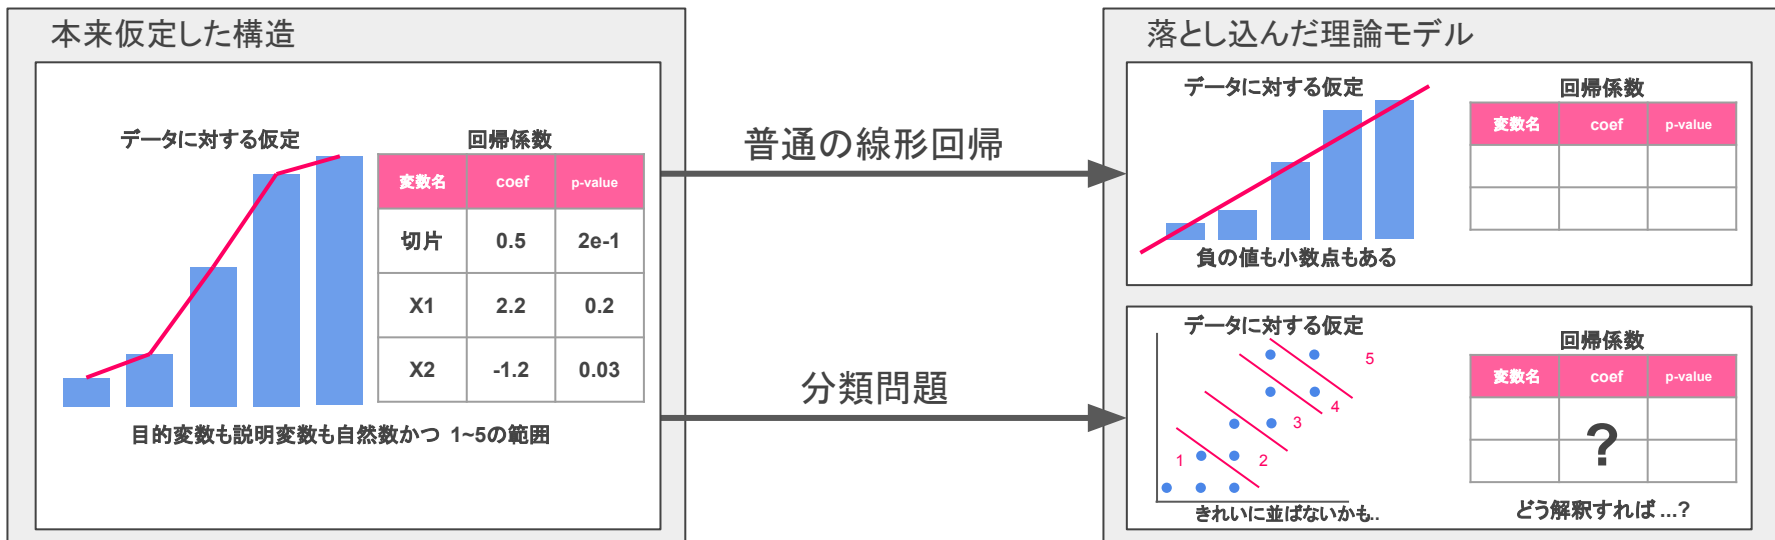 本来仮定した構造
データに対する仮定
回帰係数
変数名 coef p-value
切片 0.5 2e-1
X1 2.2 0.2
X2 -1.2 0.03
目的変数も説明変数も自然数かつ 1~5の範囲
普通の線形回帰
分類問題
落とし込んだ理論モデル
データに対する仮定
回帰係数
変数名 coef p-value
負の値も小数点もある
データに対する仮定
5
4
3
1
2
きれいに並ばないかも..
回帰係数
変数名 coef p-value
?
どう解釈すれば ...?